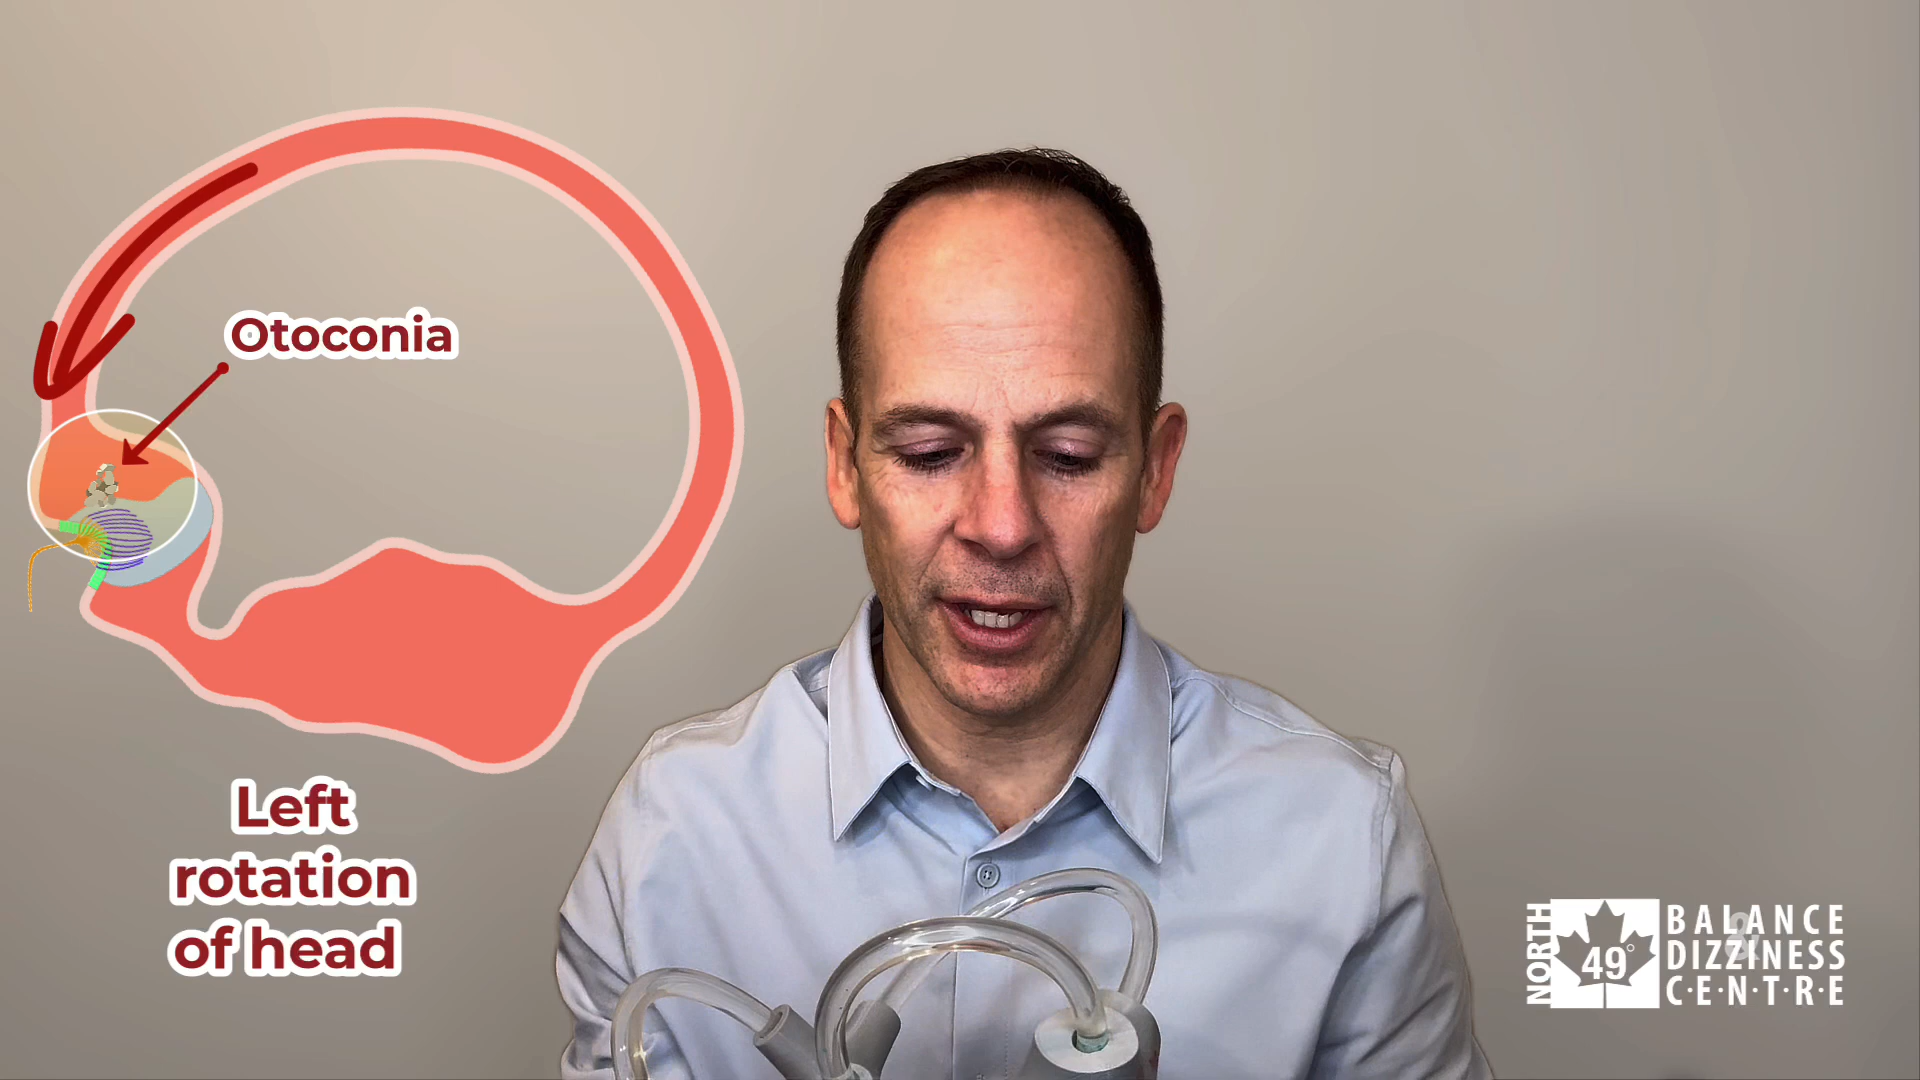 Otoconia
Left
rotation
of head
NORTH
49°
BALANCE
&
DIZZINESS
C·E·N·T·R·E